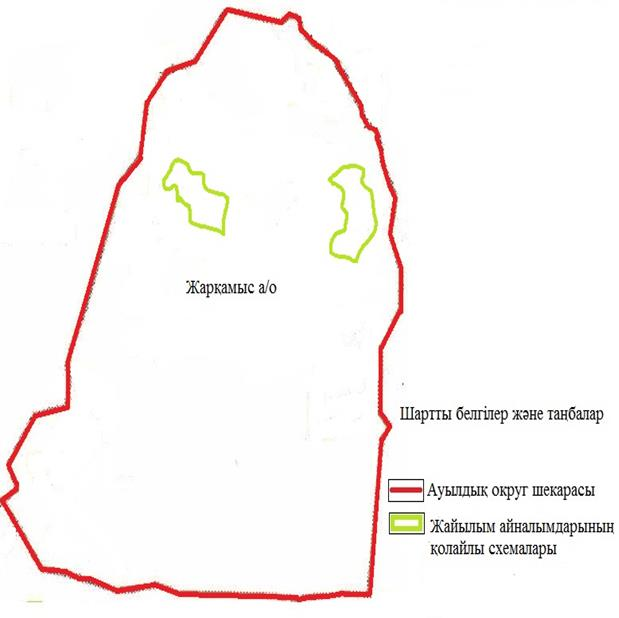 Жарқамыс а/о
Шартты белгілер және таңбалар
Ауылдық округ шекарасы
Жайылым айналымдарының
қолайлы схемалары